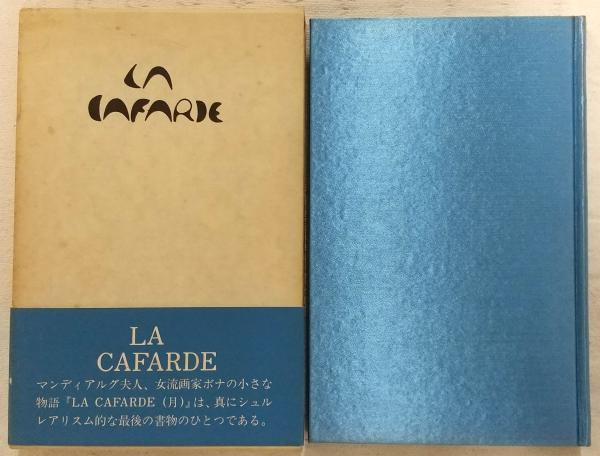 LA
CAFARDE
LA
CAFARDE
マンディアルグ夫人、女流画家ボナの小さな
物語『LA CAFARDE (月)』は、真にシュル
レアリスム的な最後の書物のひとつである。